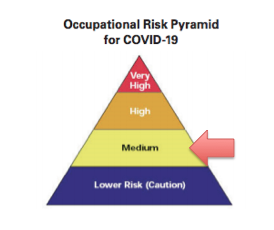 Occupational Risk Pyramid
for COVID-19
Very
High
High
Medium
Lower Risk (Caution)